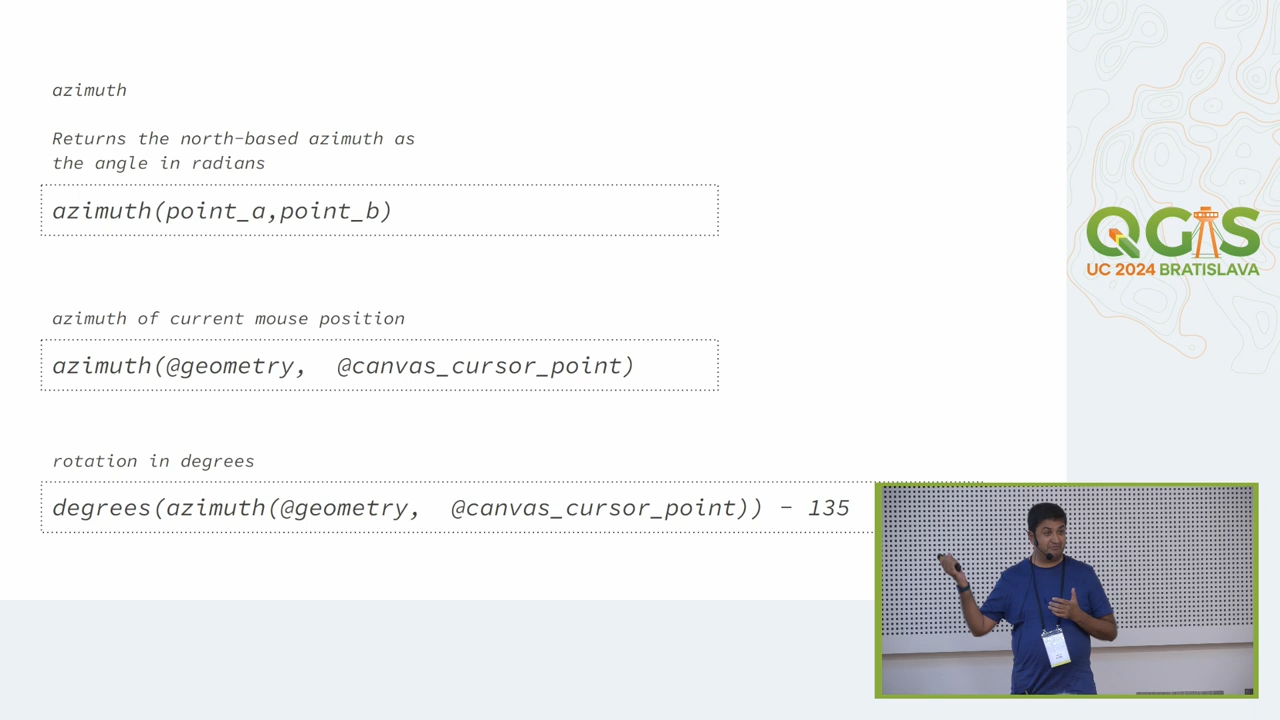 azimuth
Returns the north-based azimuth as
the angle in radians
azimuth(point_a,point_b)
azimuth of current mouse position
azimuth(@geometry, @canvas_cursor_point)
rotation in degrees
degrees(azimuth(@geometry, @canvas_cursor_point)) - 135
QGIS
UC 2024 BRATISLAVA